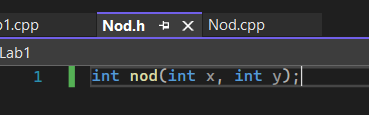 b1.cpp Nod.h Nod.cpp
Lab1
1 int nod(int x, int y);